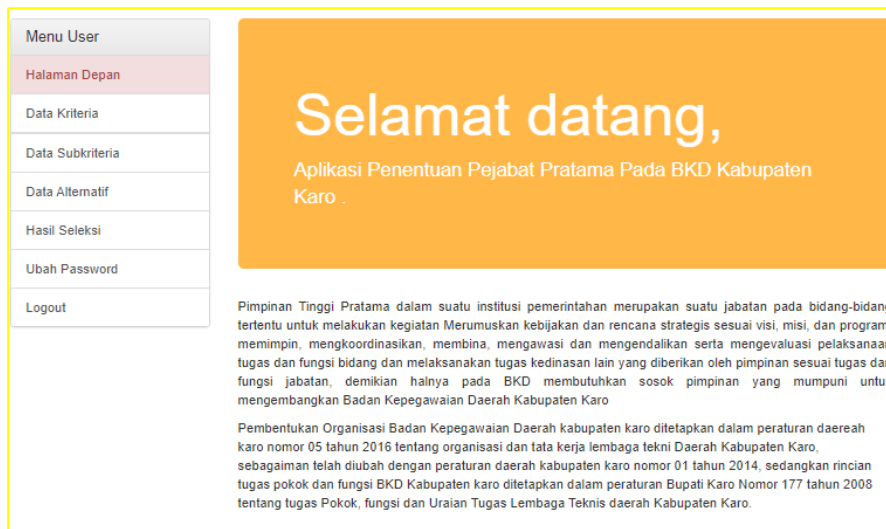 Menu User
Halaman Depan
Data Kriteria
Data Subkriteria
Data Alternatif
Hasil Seleksi
Ubah Password
Logout
Selamat datang,
Aplikasi Penentuan Pejabat Pratama Pada BKD Kabupaten
Karo .
Pimpinan Tinggi Pratama dalam suatu institusi pemerintahan merupakan suatu jabatan pada bidang-bidang
tertentu untuk melakukan kegiatan Merumuskan kebijakan dan rencana strategis sesuai visi, misi, dan program
memimpin, mengkoordinasikan, membina, mengawasi dan mengendalikan serta mengevaluasi pelaksanaan
tugas dan fungsi bidang dan melaksanakan tugas kedinasan lain yang diberikan oleh pimpinan sesuai tugas dan
fungsi jabatan, demikian halnya pada BKD membutuhkan sosok pimpinan yang mumpuni untu
mengembangkan Badan Kepegawaian Daerah Kabupaten Karo
Pembentukan Organisasi Badan Kepegawaian Daerah kabupaten karo ditetapkan dalam peraturan daereah
karo nomor 05 tahun 2016 tentang organisasi dan tata kerja lembaga tekni Daerah Kabupaten Karo,
sebagaiman telah diubah dengan peraturan daerah kabupaten karo nomor 01 tahun 2014, sedangkan rincian
tugas pokok dan fungsi BKD Kabupaten karo ditetapkan dalam peraturan Bupati Karo Nomor 177 tahun 2008
tentang tugas Pokok, fungsi dan Uraian Tugas Lembaga Teknis daerah Kabupaten Karo.